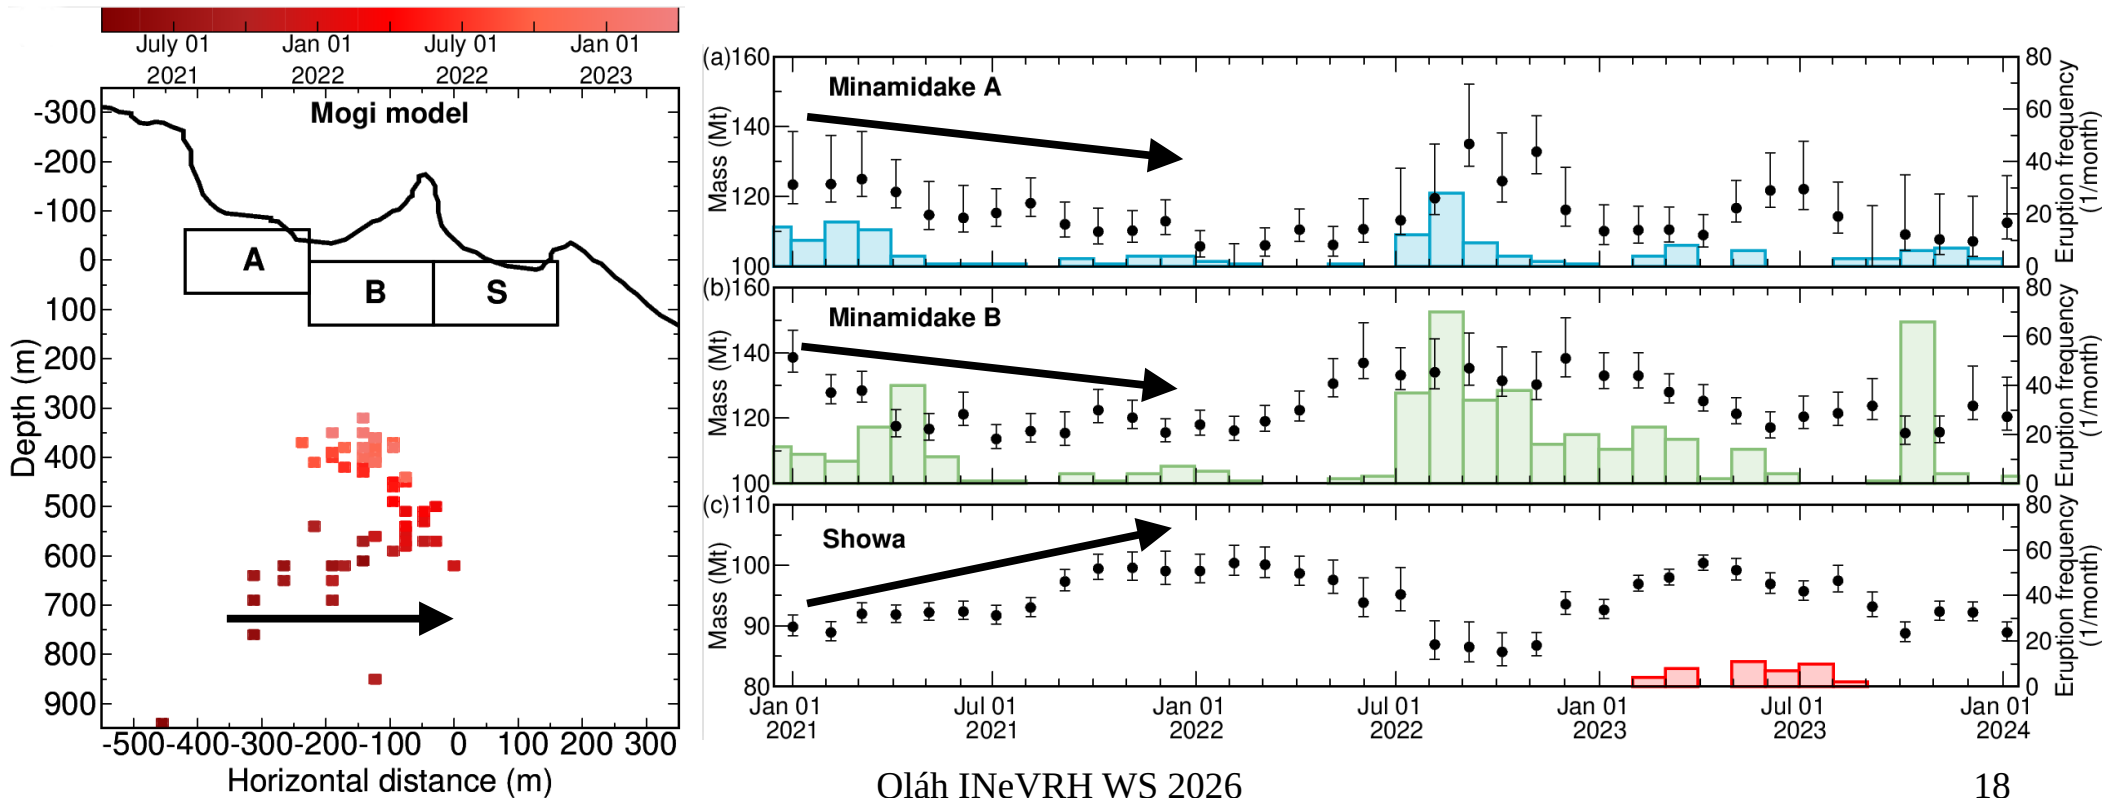 July 01 Jan 01 July 01 Jan 01
2021 2022 2022 2023
Mogi model
-300
-200
-100
0
100
200
300
400
500
600
700
800
900
Depth (m)
A
B
S
-500 -400 -300 -200 -100 0 100 200 300
Horizontal distance (m)
(a)
Minamidake A
160
140
120
100
Mass (Mt)
80
60
40
20
0
Eruption frequency
(1/month)
(b)
Minamidake B
160
140
120
100
Mass (Mt)
80
60
40
20
0
Eruption frequency
(1/month)
(c)
Showa
110
100
90
80
Mass (Mt)
80
60
40
20
0
Eruption frequency
(1/month)
Jan 01 Jul 01 Jan 01 Jul 01 Jan 01 Jul 01 Jan 01
2021 2021 2022 2022 2023 2023 2024
Oláh INeVRH WS 2026
18